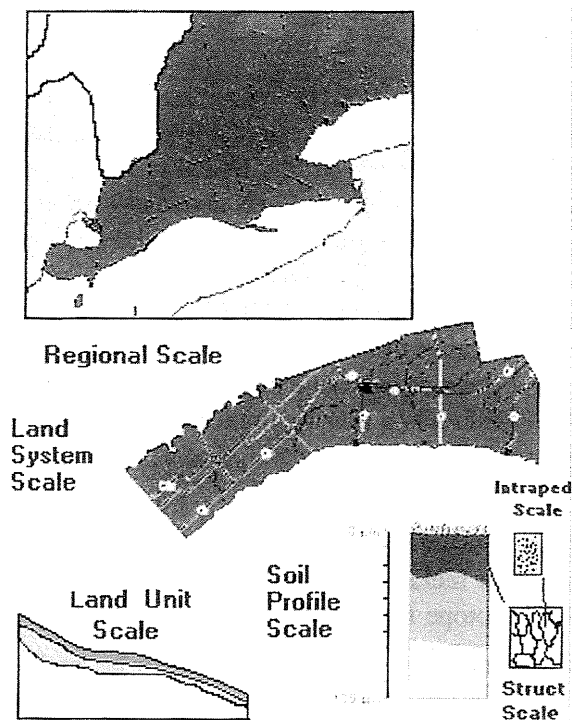 Regional Scale
Land
System
Scale
Intraped
Scale
Soil
Profile
Scale
Land Unit
Scale
Struct
Scale